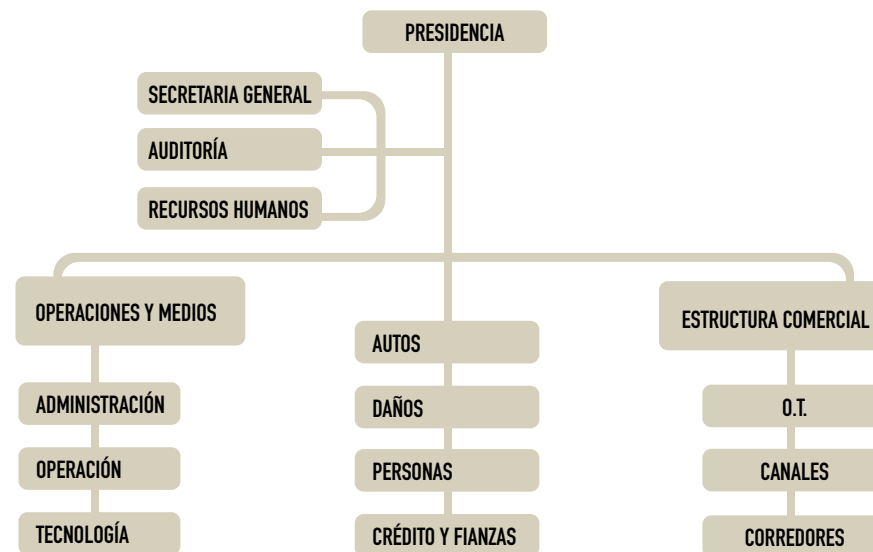 PRESIDENCIA
SECRETARIA GENERAL
AUDITORÍA
RECURSOS HUMANOS
OPERACIONES Y MEDIOS
ADMINISTRACIÓN
OPERACIÓN
TECNOLOGÍA
AUTOS
DAÑOS
PERSONAS
CRÉDITO Y FIANZAS
ESTRUCTURA COMERCIAL
O.T.
CANALES
CORREDORES